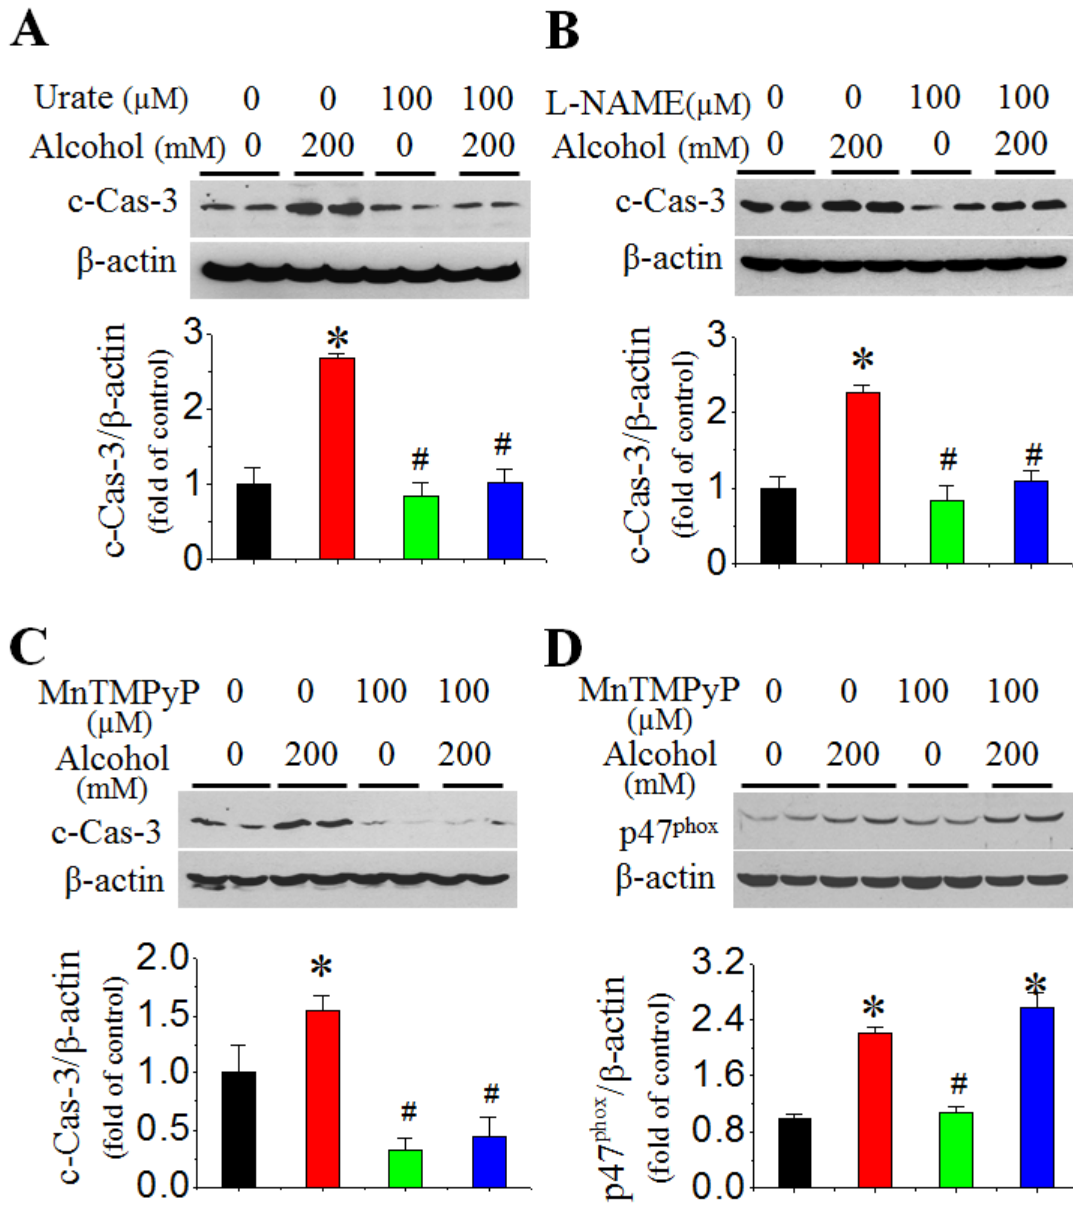 A
Urate (μM) 0 0 100 100
Alcohol (mM) 0 200 0 200
c-Cas-3
β-actin
c-Cas-3/β-actin
(fold of control)
3
2
1
0
*
#
#
B
L-NAME(μM) 0 0 100 100
Alcohol (mM) 0 200 0 200
c-Cas-3
β-actin
c-Cas-3/β-actin
(fold of control)
3
2
1
0
*
#
#
C
MnTMPyP 0 0 100 100
(μM)
Alcohol 0 200 0 200
(mM)
c-Cas-3
β-actin
c-Cas-3/β-actin
(fold of control)
2.0
1.5
1.0
0.5
0.0
*
#
#
D
MnTMPyP 0 0 100 100
(μM)
Alcohol 0 200 0 200
(mM)
p47phox
β-actin
p47phox/β-actin
(fold of control)
3.2
2.4
1.6
0.8
0.0
*
#
*